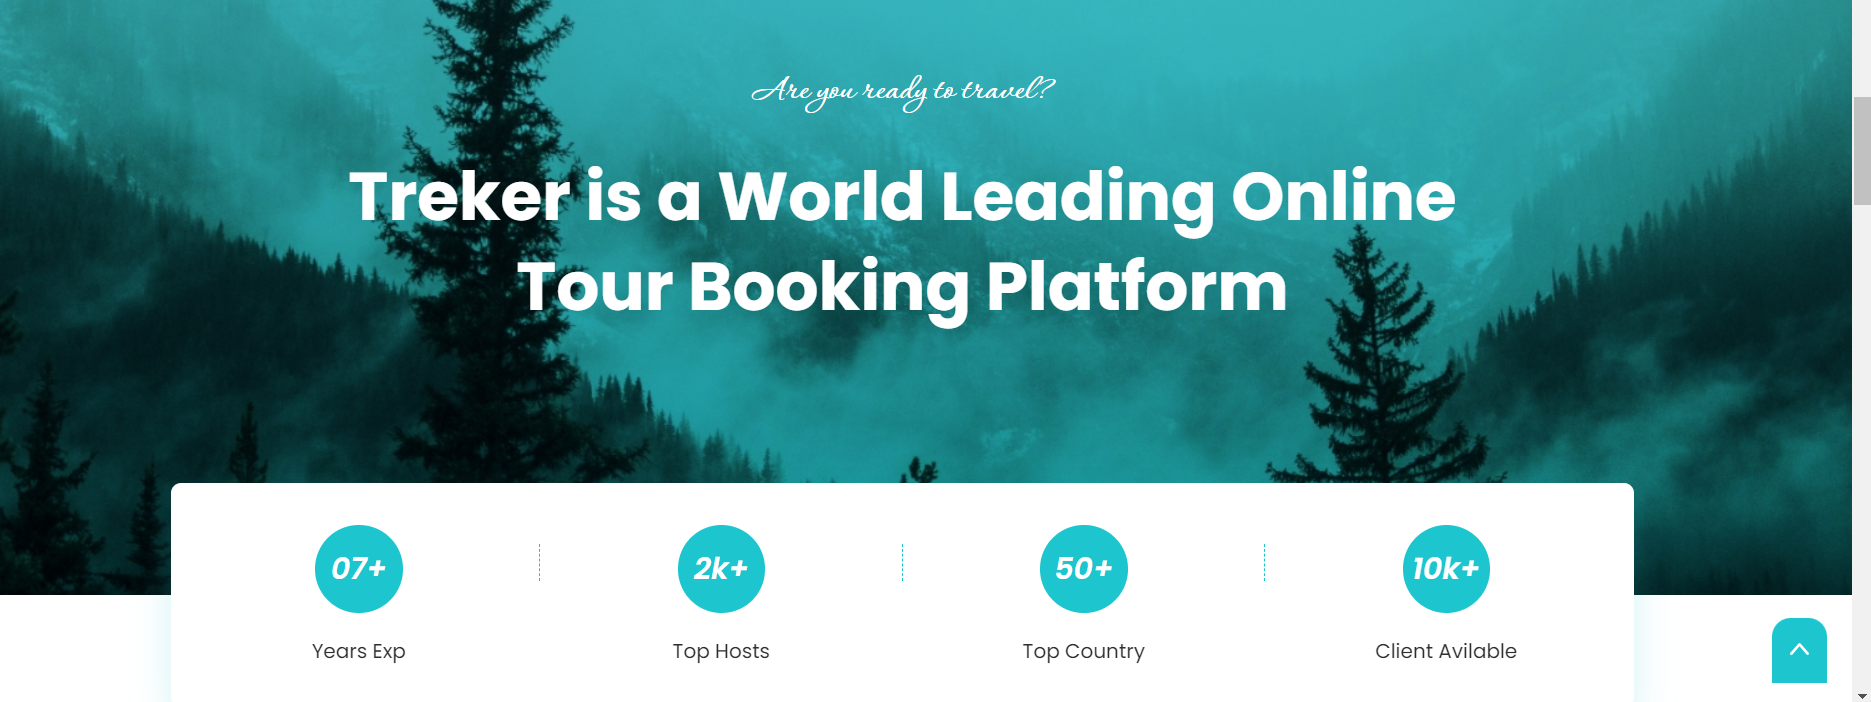 Are you ready to travel?
Treker is a World Leading Online
Tour Booking Platform
07+
2k+
50+
10k+
Years Exp
Top Hosts
Top Country
Client Avilable